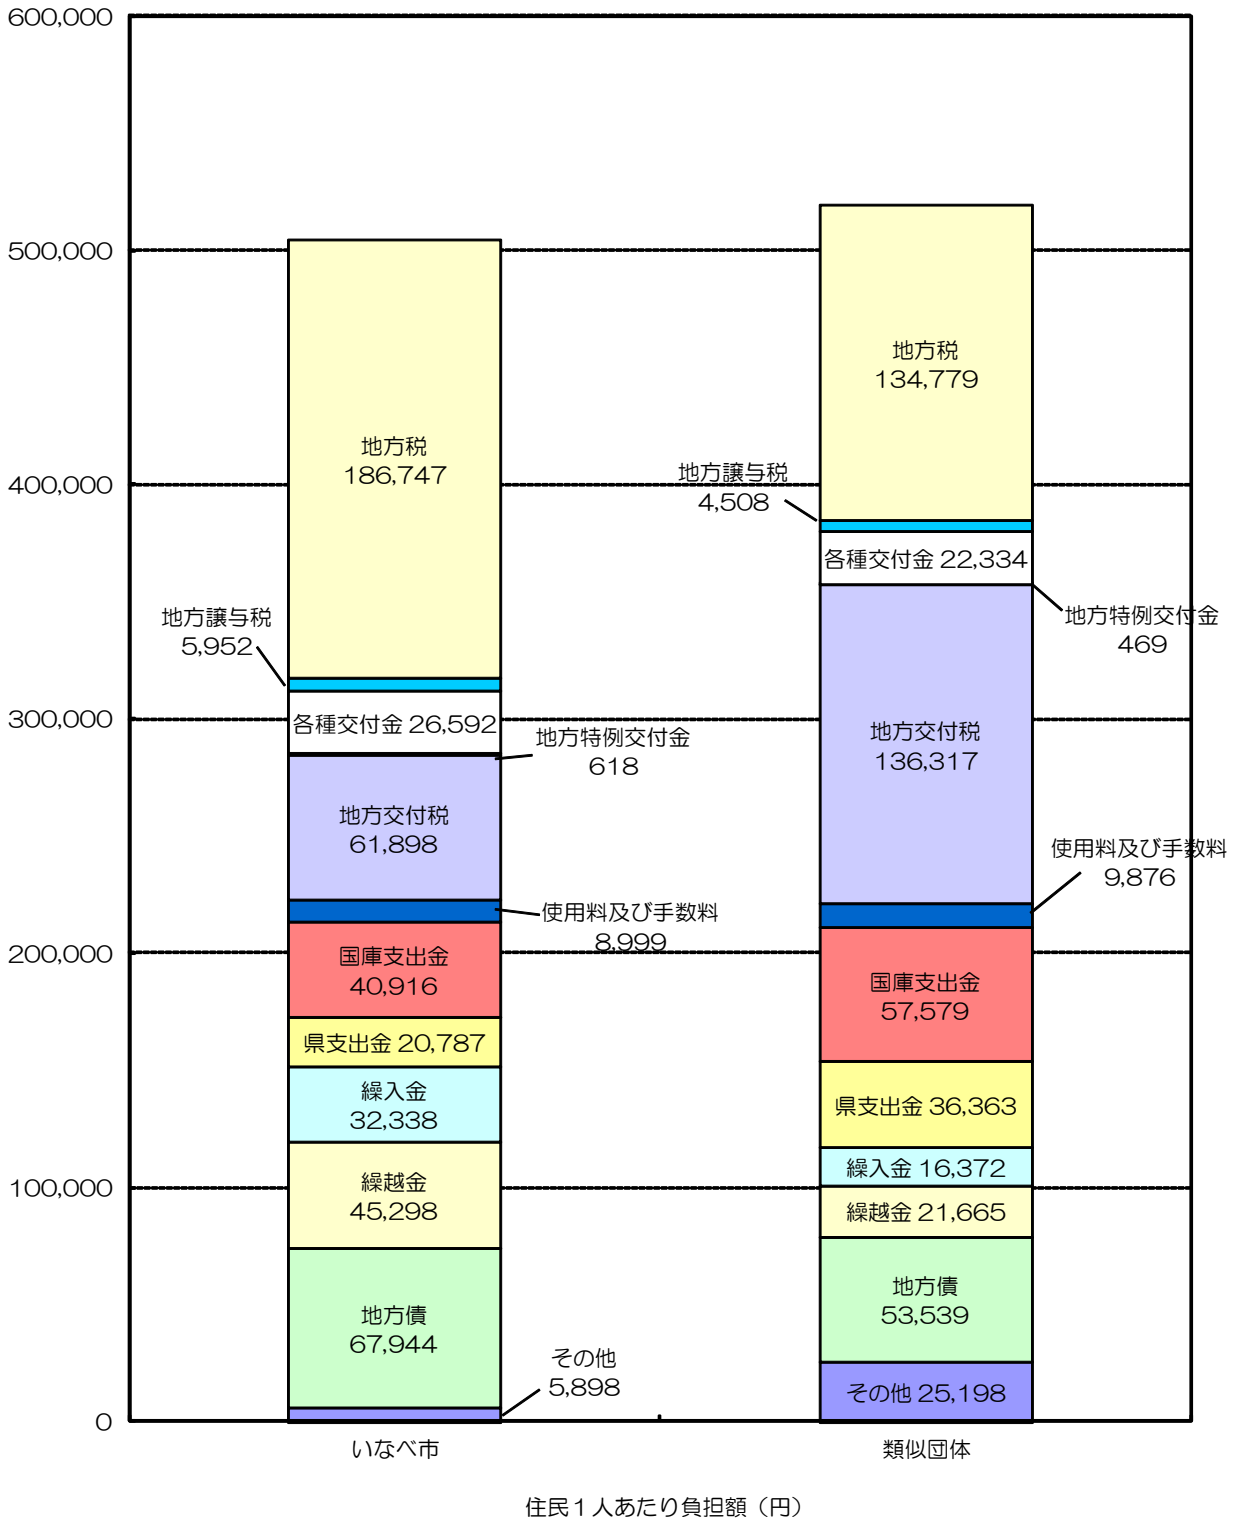 600,000
500,000
400,000
300,000
200,000
100,000
0
地方税
186,747
地方譲与税
5,952
各種交付金 26,592
地方特例交付金
618
地方交付税
61,898
使用料及び手数料
8,999
国庫支出金
40,916
県支出金 20,787
繰入金
32,338
繰越金
45,298
地方債
67,944
その他
5,898
いなべ市
地方税
134,779
地方譲与税
4,508
各種交付金 22,334
地方特例交付金
469
地方交付税
136,317
使用料及び手数料
9,876
国庫支出金
57,579
県支出金 36,363
繰入金 16,372
繰越金 21,665
地方債
53,539
その他 25,198
類似団体
住民1人あたり負担額（円）